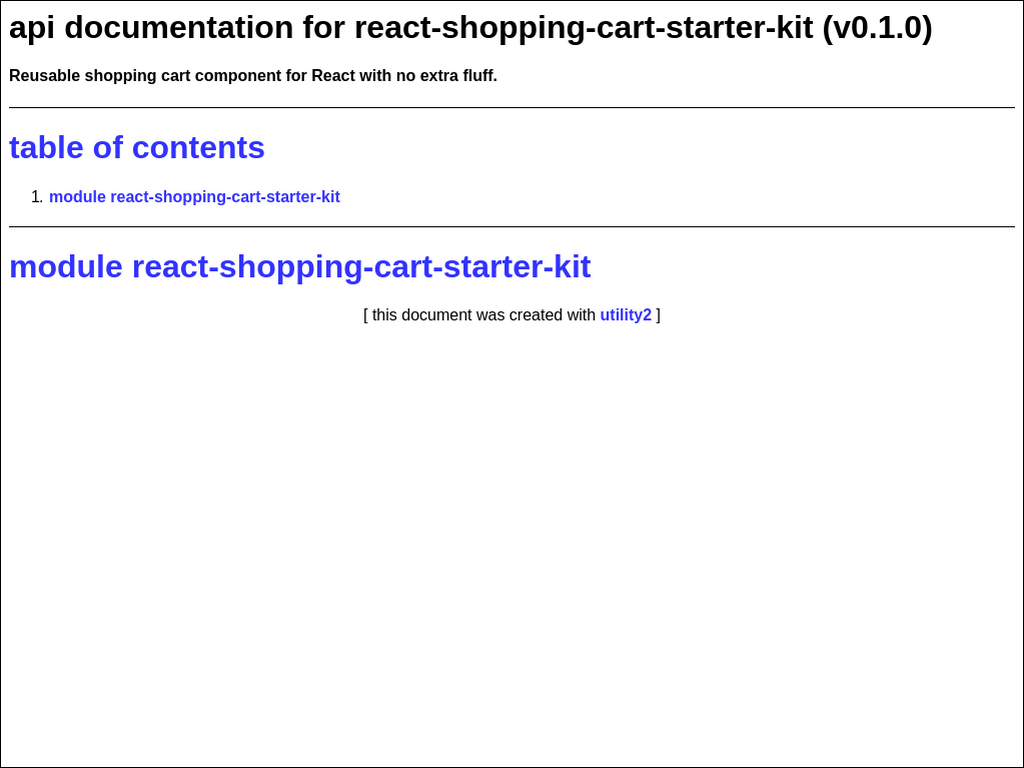 api documentation for react-shopping-cart-starter-kit (v0.1.0)
Reusable shopping cart component for React with no extra fluff.
table of contents
1. module react-shopping-cart-starter-kit
module react-shopping-cart-starter-kit
[ this document was created with utility2 ]